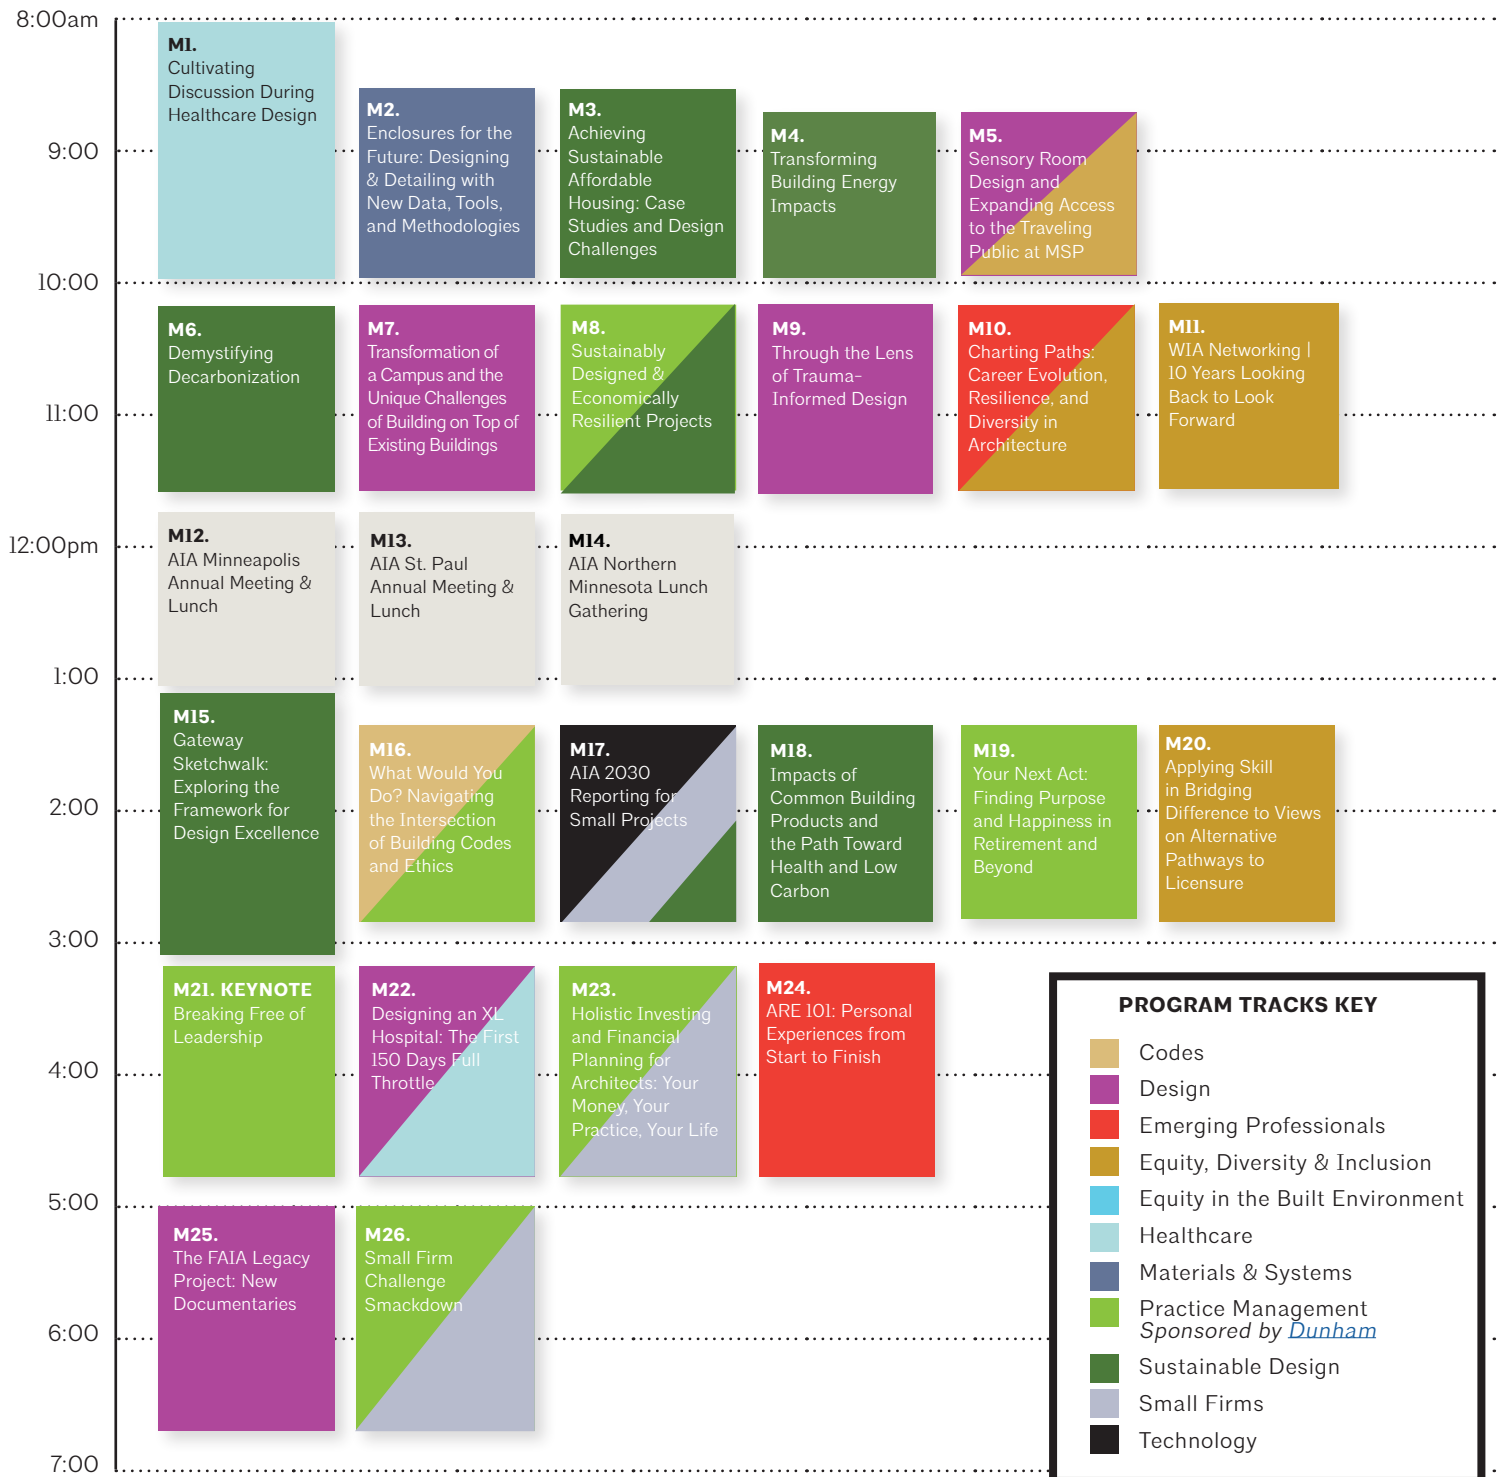 8:00am
M1.
Cultivating
Discussion During
Healthcare Design
M2.
Enclosures for the
Future: Designing
& Detailing with
New Data, Tools,
and Methodologies
M3.
Achieving
Sustainable
Affordable
Housing: Case
Studies and Design
Challenges
M4.
Transforming
Building Energy
Impacts
M5.
Sensory Room
Design and
Expanding Access
to the Traveling
Public at MSP
9:00
10:00
M6.
Demystifying
Decarbonization
M7.
Transformation of
a Campus and the
Unique Challenges
of Building on Top of
Existing Buildings
M8.
Sustainably
Designed &
Economically
Resilient Projects
M9.
Through the Lens
of Trauma-
Informed Design
M10.
Charting Paths:
Career Evolution,
Resilience, and
Diversity in
Architecture
M11.
WIA Networking |
10 Years Looking
Back to Look
Forward
11:00
12:00pm
M12.
AIA Minneapolis
Annual Meeting &
Lunch
M13.
AIA St. Paul
Annual Meeting &
Lunch
M14.
AIA Northern
Minnesota Lunch
Gathering
1:00
M15.
Gateway
Sketchwalk:
Exploring the
Framework for
Design Excellence
M16.
What Would You
Do? Navigating
the Intersection
of Building Codes
and Ethics
M17.
AIA 2030
Reporting for
Small Projects
M18.
Impacts of
Common Building
Products and
the Path Toward
Health and Low
Carbon
M19.
Your Next Act:
Finding Purpose
and Happiness in
Retirement and
Beyond
M20.
Applying Skill
in Bridging
Difference to Views
on Alternative
Pathways to
Licensure
2:00
3:00
M21. KEYNOTE
Breaking Free of
Leadership
M22.
Designing an XL
Hospital: The First
150 Days Full
Throttle
M23.
Holistic Investing
and Financial
Planning for
Architects: Your
Money, Your
Practice, Your Life
M24.
ARE 101: Personal
Experiences from
Start to Finish
4:00
5:00
M25.
The FAIA Legacy
Project: New
Documentaries
M26.
Small Firm
Challenge
Smackdown
6:00
7:00
PROGRAM TRACKS KEY
Codes
Design
Emerging Professionals
Equity, Diversity & Inclusion
Equity in the Built Environment
Healthcare
Materials & Systems
Practice Management
Sponsored by Dunham
Sustainable Design
Small Firms
Technology